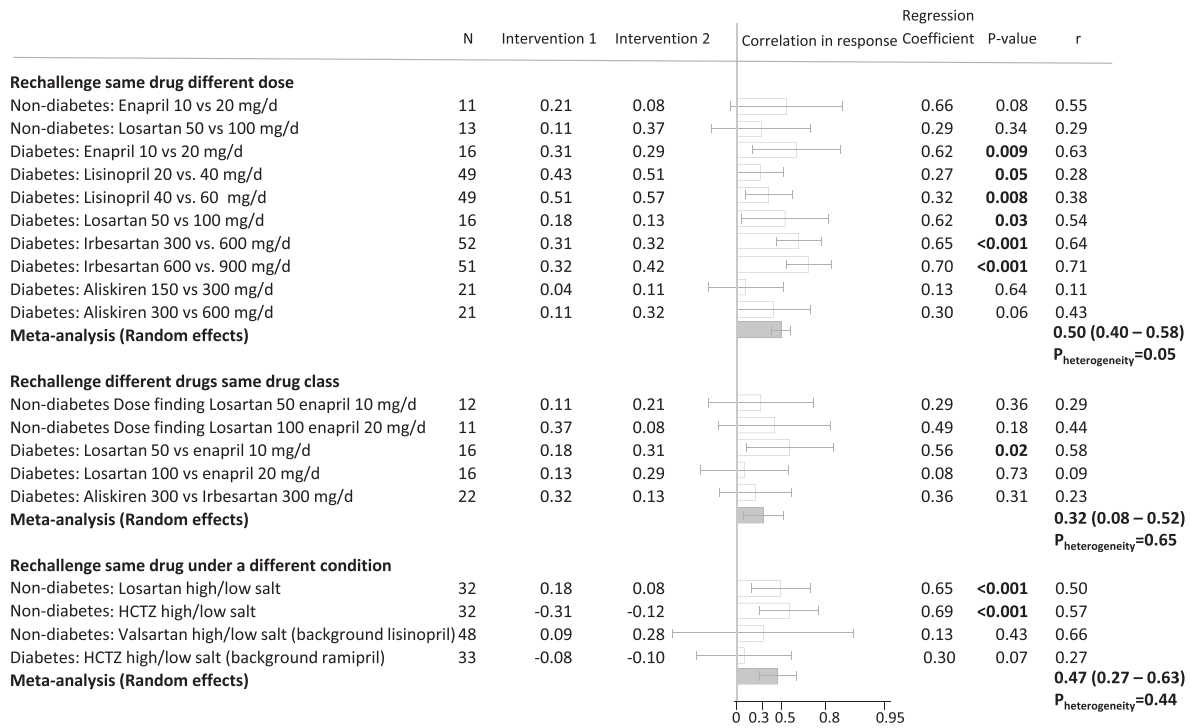 Regression
N Intervention 1 Intervention 2 Correlation in response Coefficient P-value r
Rechallenge same drug different dose
Non-diabetes: Enapril 10 vs 20 mg/d 11 0.21 0.08 0.66 0.08 0.55
Non-diabetes: Losartan 50 vs 100 mg/d 13 0.11 0.37 0.29 0.34 0.29
Diabetes: Enapril 10 vs 20 mg/d 16 0.31 0.29 0.62 0.009 0.63
Diabetes: Lisinopril 20 vs. 40 mg/d 49 0.43 0.51 0.27 0.05 0.28
Diabetes: Lisinopril 40 vs. 60 mg/d 49 0.51 0.57 0.32 0.008 0.38
Diabetes: Losartan 50 vs 100 mg/d 16 0.18 0.13 0.62 0.03 0.54
Diabetes: Irbesartan 300 vs. 600 mg/d 52 0.31 0.32 0.65 <0.001 0.64
Diabetes: Irbesartan 600 vs. 900 mg/d 51 0.32 0.42 0.70 <0.001 0.71
Diabetes: Aliskiren 150 vs 300 mg/d 21 0.04 0.11 0.13 0.64 0.11
Diabetes: Aliskiren 300 vs 600 mg/d 21 0.11 0.32 0.30 0.06 0.43
Meta-analysis (Random effects) 0.50 (0.40 – 0.58)
Pheterogeneity=0.05
Rechallenge different drugs same drug class
Non-diabetes Dose finding Losartan 50 enapril 10 mg/d 12 0.11 0.21 0.29 0.36 0.29
Non-diabetes Dose finding Losartan 100 enapril 20 mg/d 11 0.37 0.08 0.49 0.18 0.44
Diabetes: Losartan 50 vs enapril 10 mg/d 16 0.18 0.31 0.56 0.02 0.58
Diabetes: Losartan 100 vs enapril 20 mg/d 16 0.13 0.29 0.08 0.73 0.09
Diabetes: Aliskiren 300 vs Irbesartan 300 mg/d 22 0.32 0.13 0.36 0.31 0.23
Meta-analysis (Random effects) 0.32 (0.08 – 0.52)
Pheterogeneity=0.65
Rechallenge same drug under a different condition
Non-diabetes: Losartan high/low salt 32 0.18 0.08 0.65 <0.001 0.50
Non-diabetes: HCTZ high/low salt 32 -0.31 -0.12 0.69 <0.001 0.57
Non-diabetes: Valsartan high/low salt (background lisinopril) 48 0.09 0.28 0.13 0.43 0.66
Diabetes: HCTZ high/low salt (background ramipril) 33 -0.08 -0.10 0.30 0.07 0.27
Meta-analysis (Random effects) 0.47 (0.27 – 0.63)
Pheterogeneity=0.44
0 0.3 0.5 0.8 0.95